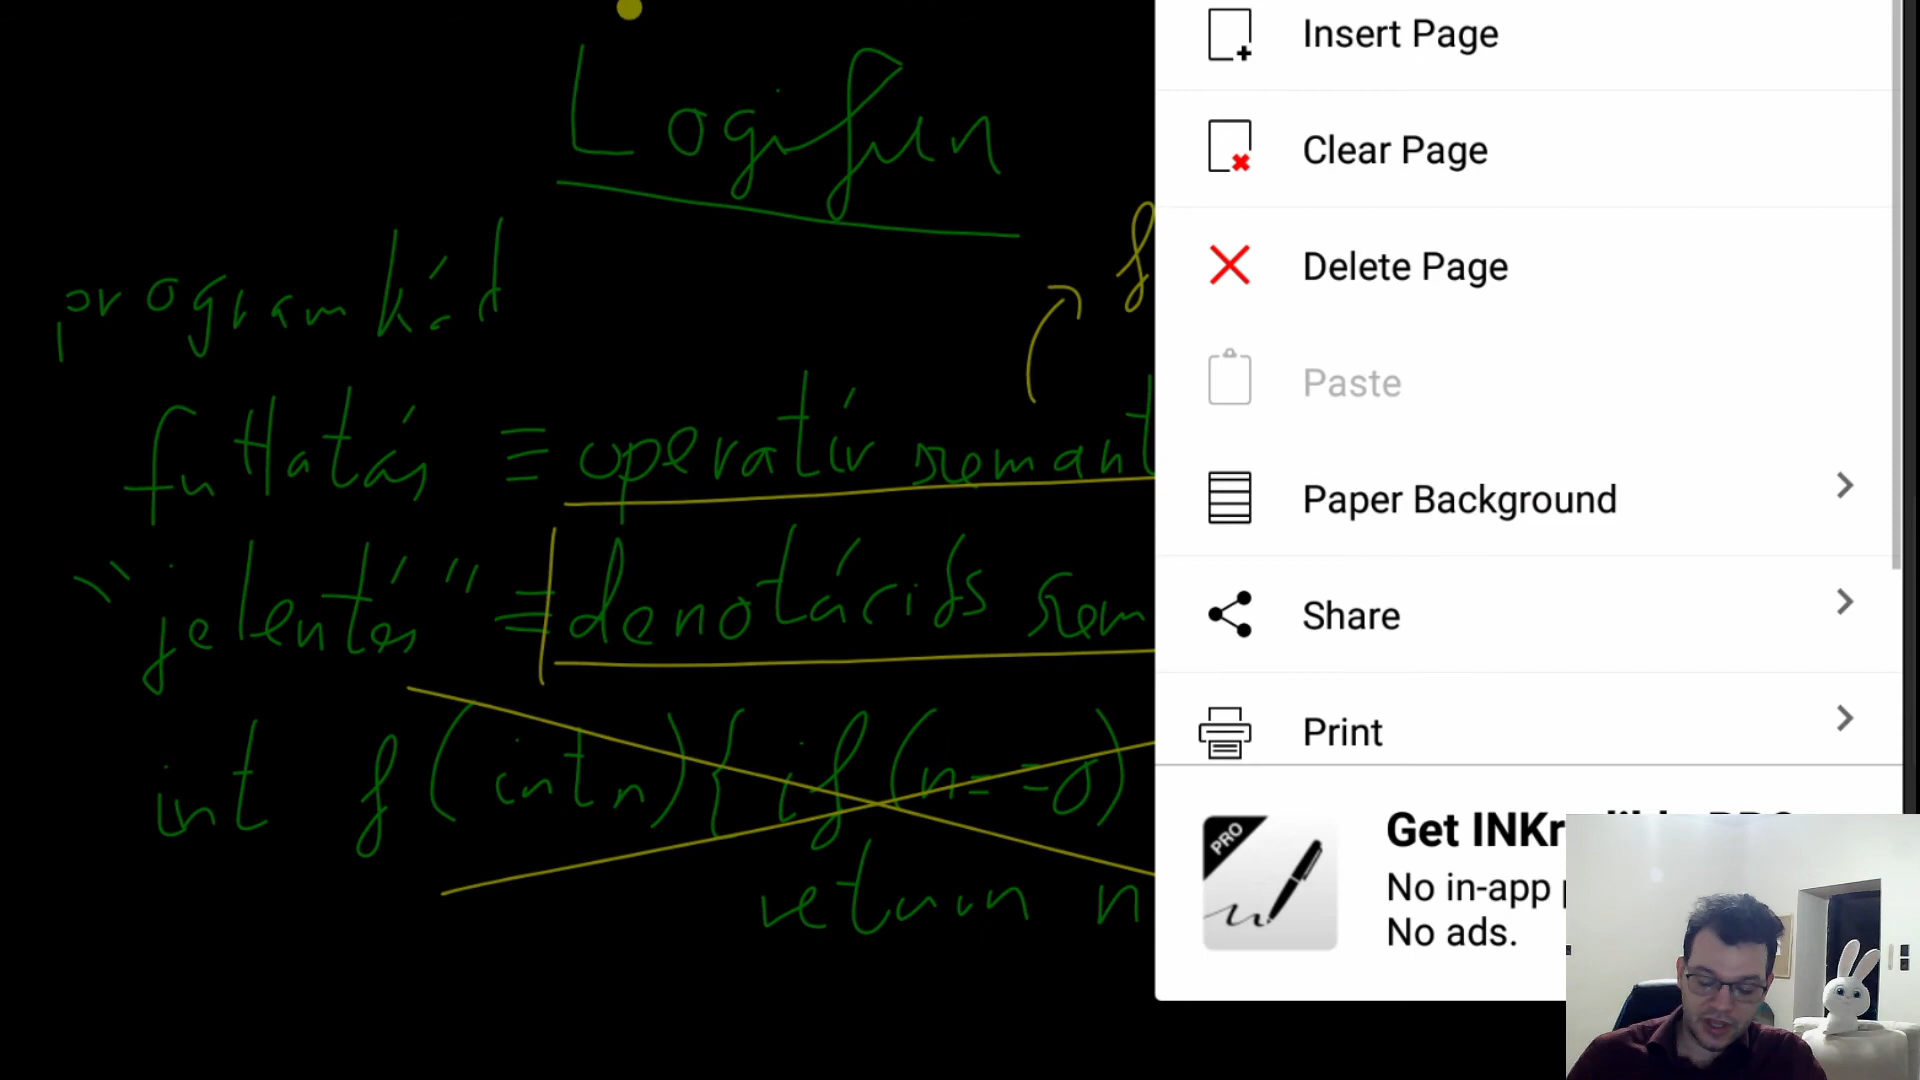 Logifun
programkód
futtatás ≡ operatív szemant
"jelentés" ≡ denotációs szem
int f(int n){ if(n==0)
return n
f
Insert Page
Clear Page
Delete Page
Paste
Paper Background
Share
Print
PRO
Get INKr
No in-app
No ads.